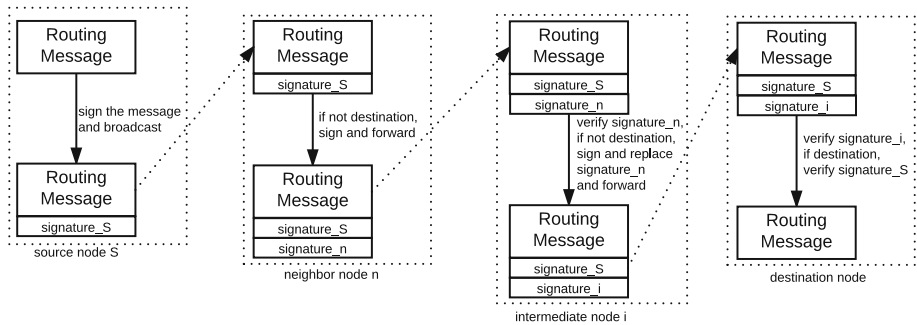 Routing
Message
sign the message
and broadcast
Routing
Message
signature_S
source node S
Routing
Message
signature_S
if not destination,
sign and forward
Routing
Message
signature_S
signature_n
neighbor node n
Routing
Message
signature_S
signature_n
verify signature_n,
if not destination,
sign and replace
signature_n
and forward
Routing
Message
signature_S
signature_i
intermediate node i
Routing
Message
signature_S
signature_i
verify signature_i,
if destination,
verify signature_S
Routing
Message
destination node